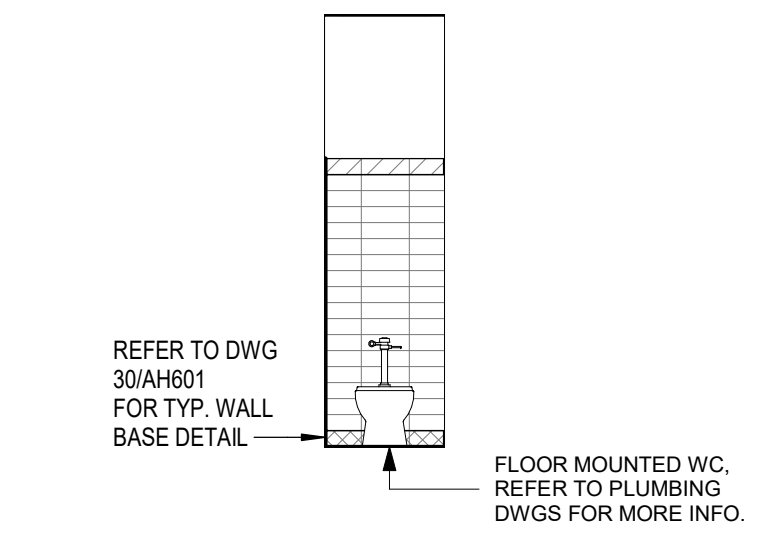 REFER TO DWG
30/AH601
FOR TYP. WALL
BASE DETAIL
FLOOR MOUNTED WC,
REFER TO PLUMBING
DWGS FOR MORE INFO.